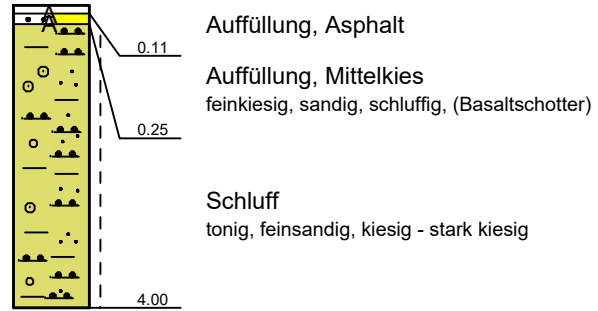 A
Auffüllung, Asphalt
0.11
Auffüllung, Mittelkies
feinkiesig, sandig, schluffig, (Basaltschotter)
0.25
Schluff
tonig, feinsandig, kiesig - stark kiesig
4.00